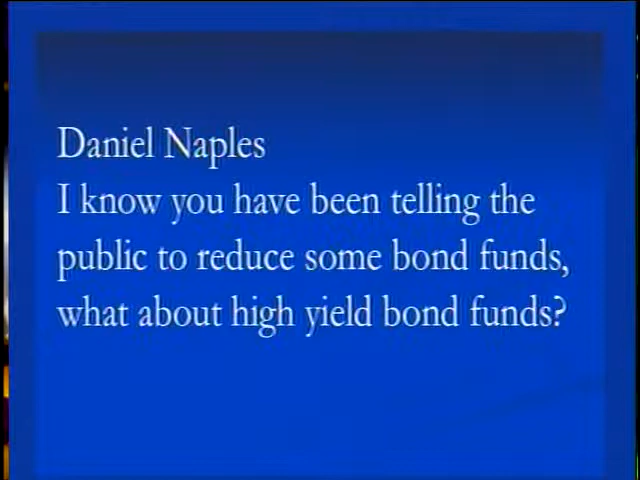 Daniel Naples
I know you have been telling the
public to reduce some bond funds,
what about high yield bond funds?